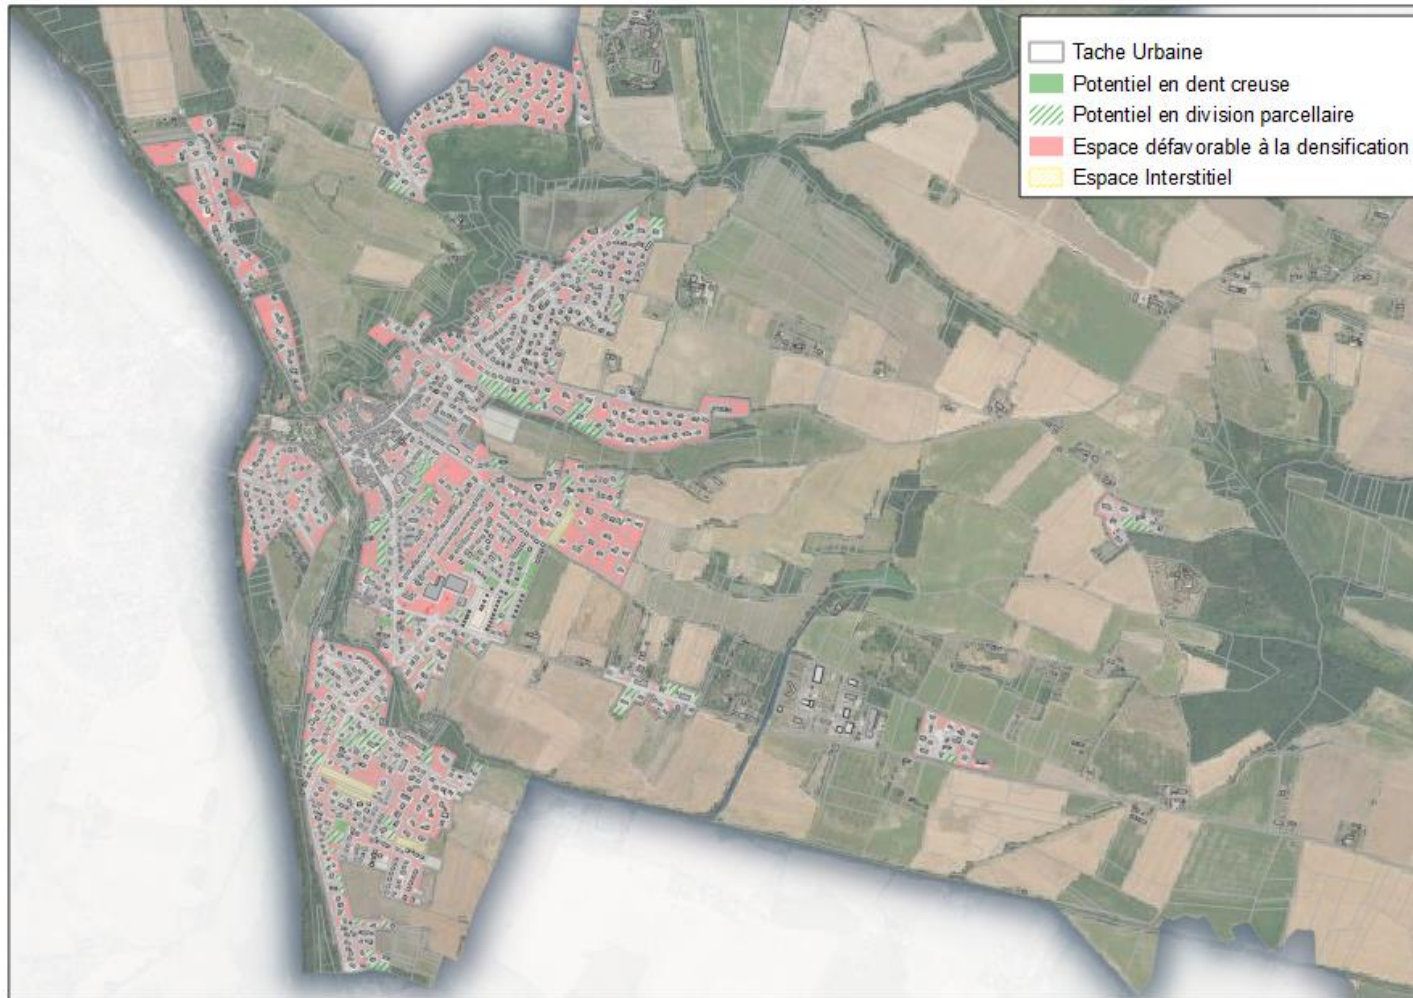 Tache Urbaine
Potentiel en dent creuse
Potentiel en division parcellaire
Espace défavorable à la densification
Espace Interstitiel